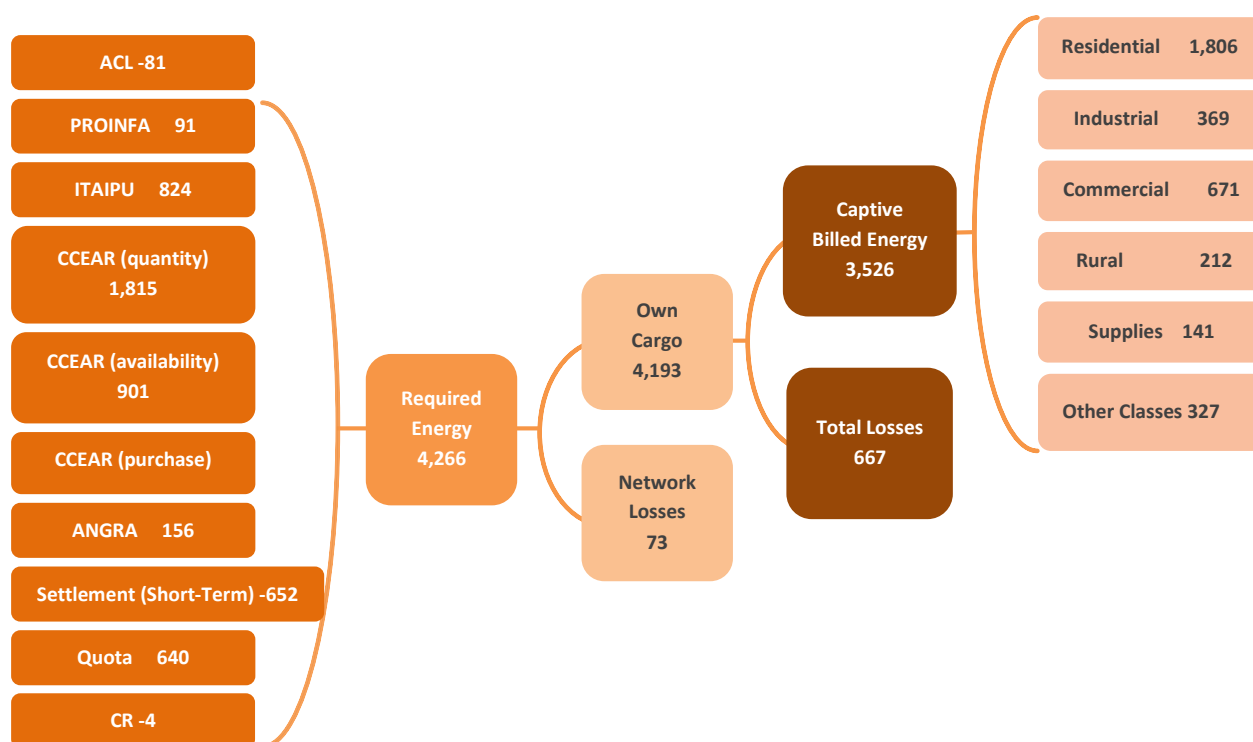 ACL -81
PROINFA 91
ITAIPU 824
CCEAR (quantity)
1,815
CCEAR (availability)
901
CCEAR (purchase)
ANGRA 156
Settlement (Short-Term) -652
Quota 640
CR -4
Required
Energy
4,266
Own
Cargo
4,193
Network
Losses
73
Captive
Billed Energy
3,526
Total Losses
667
Residential 1,806
Industrial 369
Commercial 671
Rural 212
Supplies 141
Other Classes 327